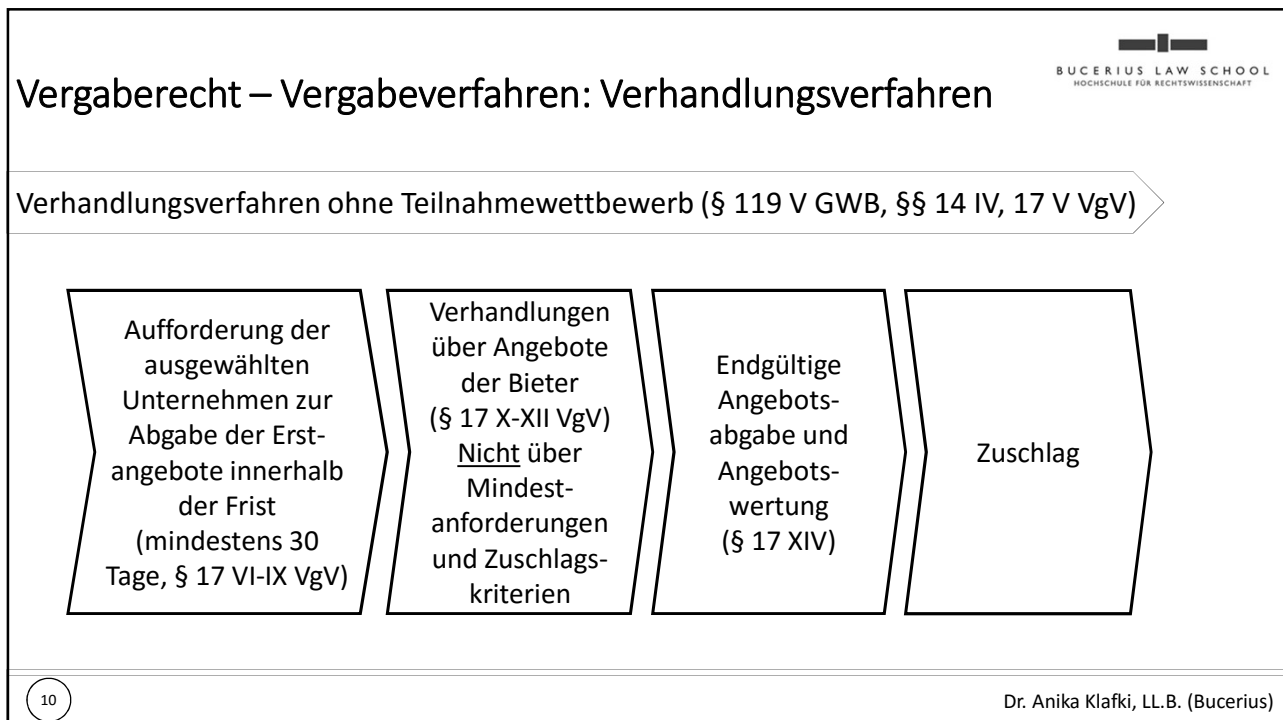 BUCERIUS LAW SCHOOL
HOCHSCHULE FÜR RECHTSWISSENSCHAFT
Vergaberecht – Vergabeverfahren: Verhandlungsverfahren
Verhandlungsverfahren ohne Teilnahmewettbewerb (§ 119 V GWB, §§ 14 IV, 17 V VgV)
Aufforderung der
ausgewählten
Unternehmen zur
Abgabe der Erst-
angebote innerhalb
der Frist
(mindestens 30
Tage, § 17 VI-IX VgV)
Verhandlungen
über Angebote
der Bieter
(§ 17 X-XII VgV)
Nicht über
Mindest-
anforderungen
und Zuschlags-
kriterien
Endgültige
Angebots-
abgabe und
Angebots-
wertung
(§ 17 XIV)
Zuschlag
10
Dr. Anika Klafki, LL.B. (Bucerius)